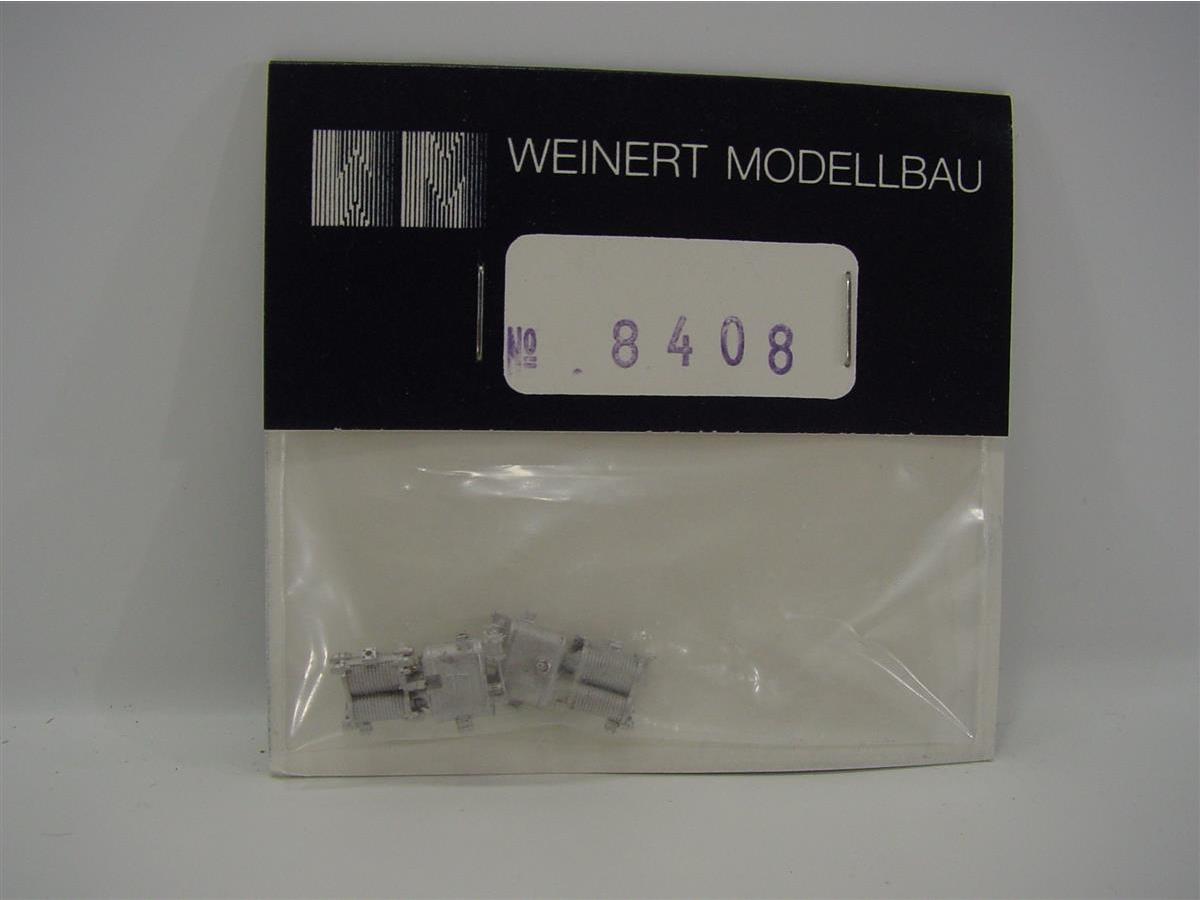 WEINERT MODELLBAU
№ . 8408